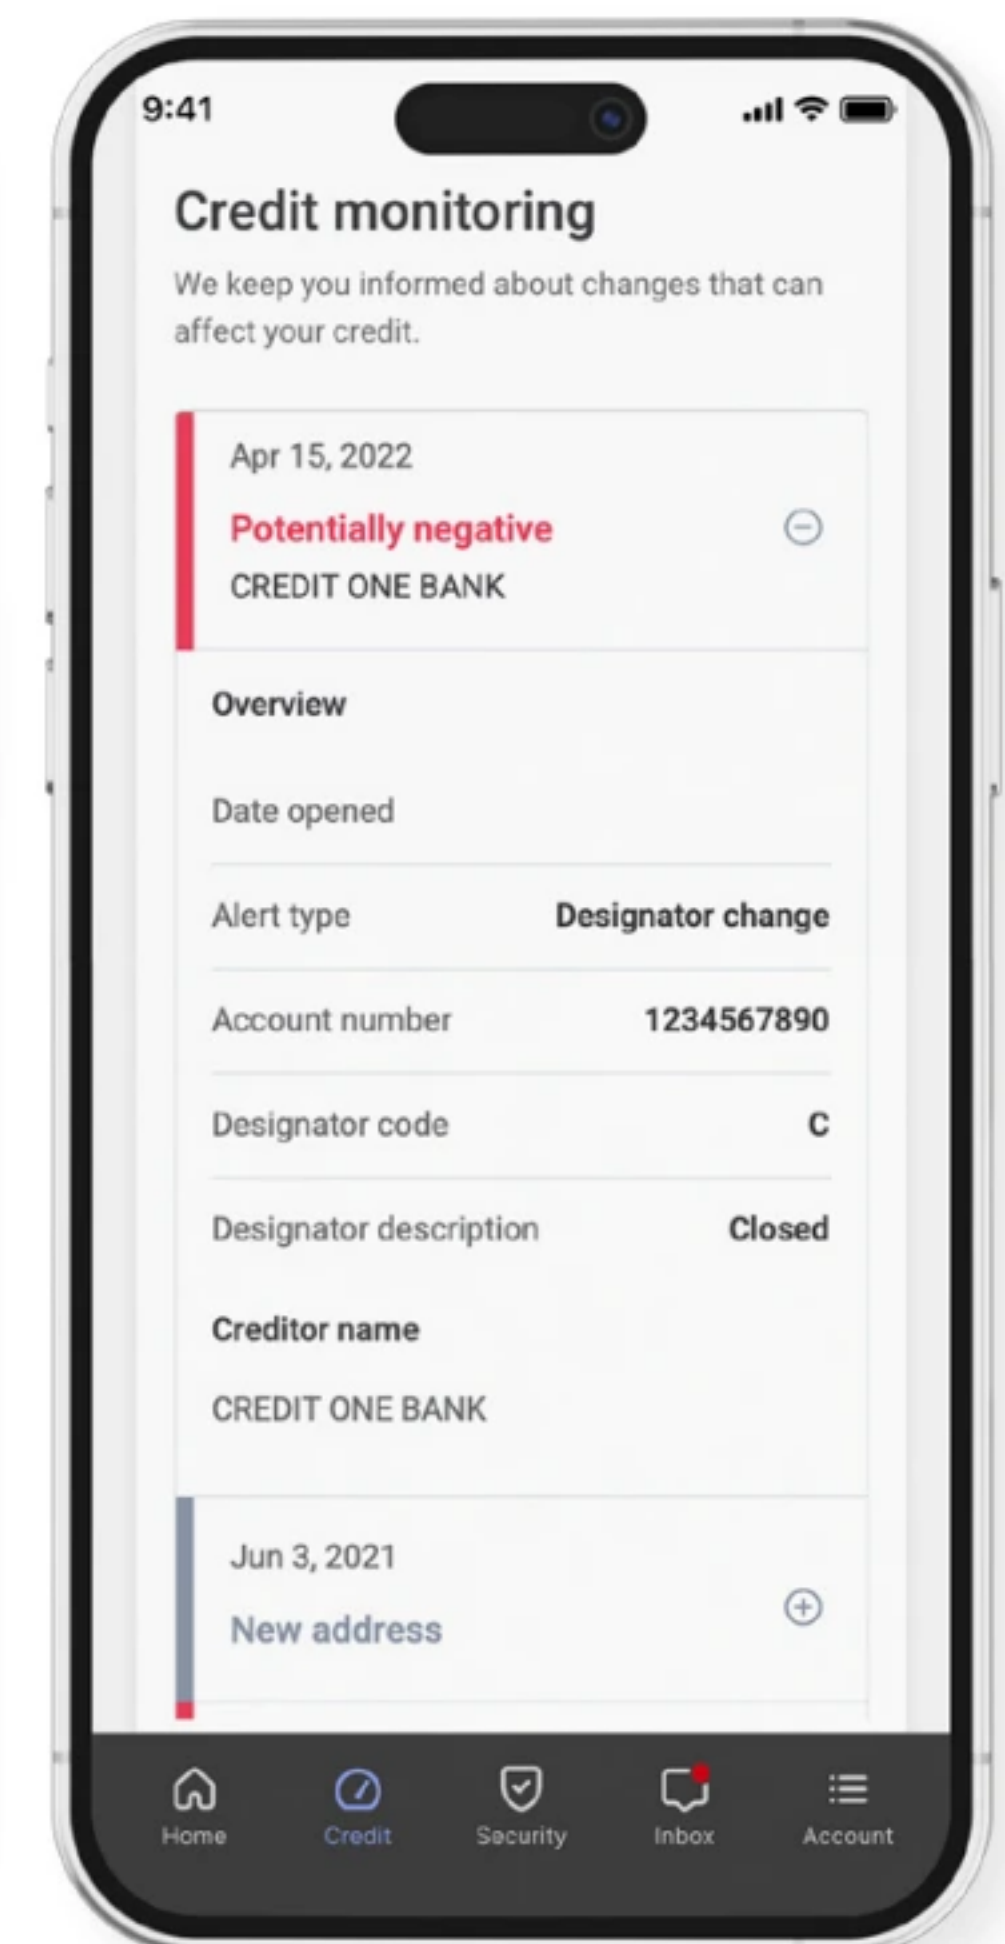 9:41
Credit monitoring
We keep you informed about changes that can
affect your credit.
Apr 15, 2022
Potentially negative
CREDIT ONE BANK
Overview
Date opened
Alert type Designator change
Account number 1234567890
Designator code C
Designator description Closed
Creditor name
CREDIT ONE BANK
Jun 3, 2021
New address
Home Credit Security Inbox Account